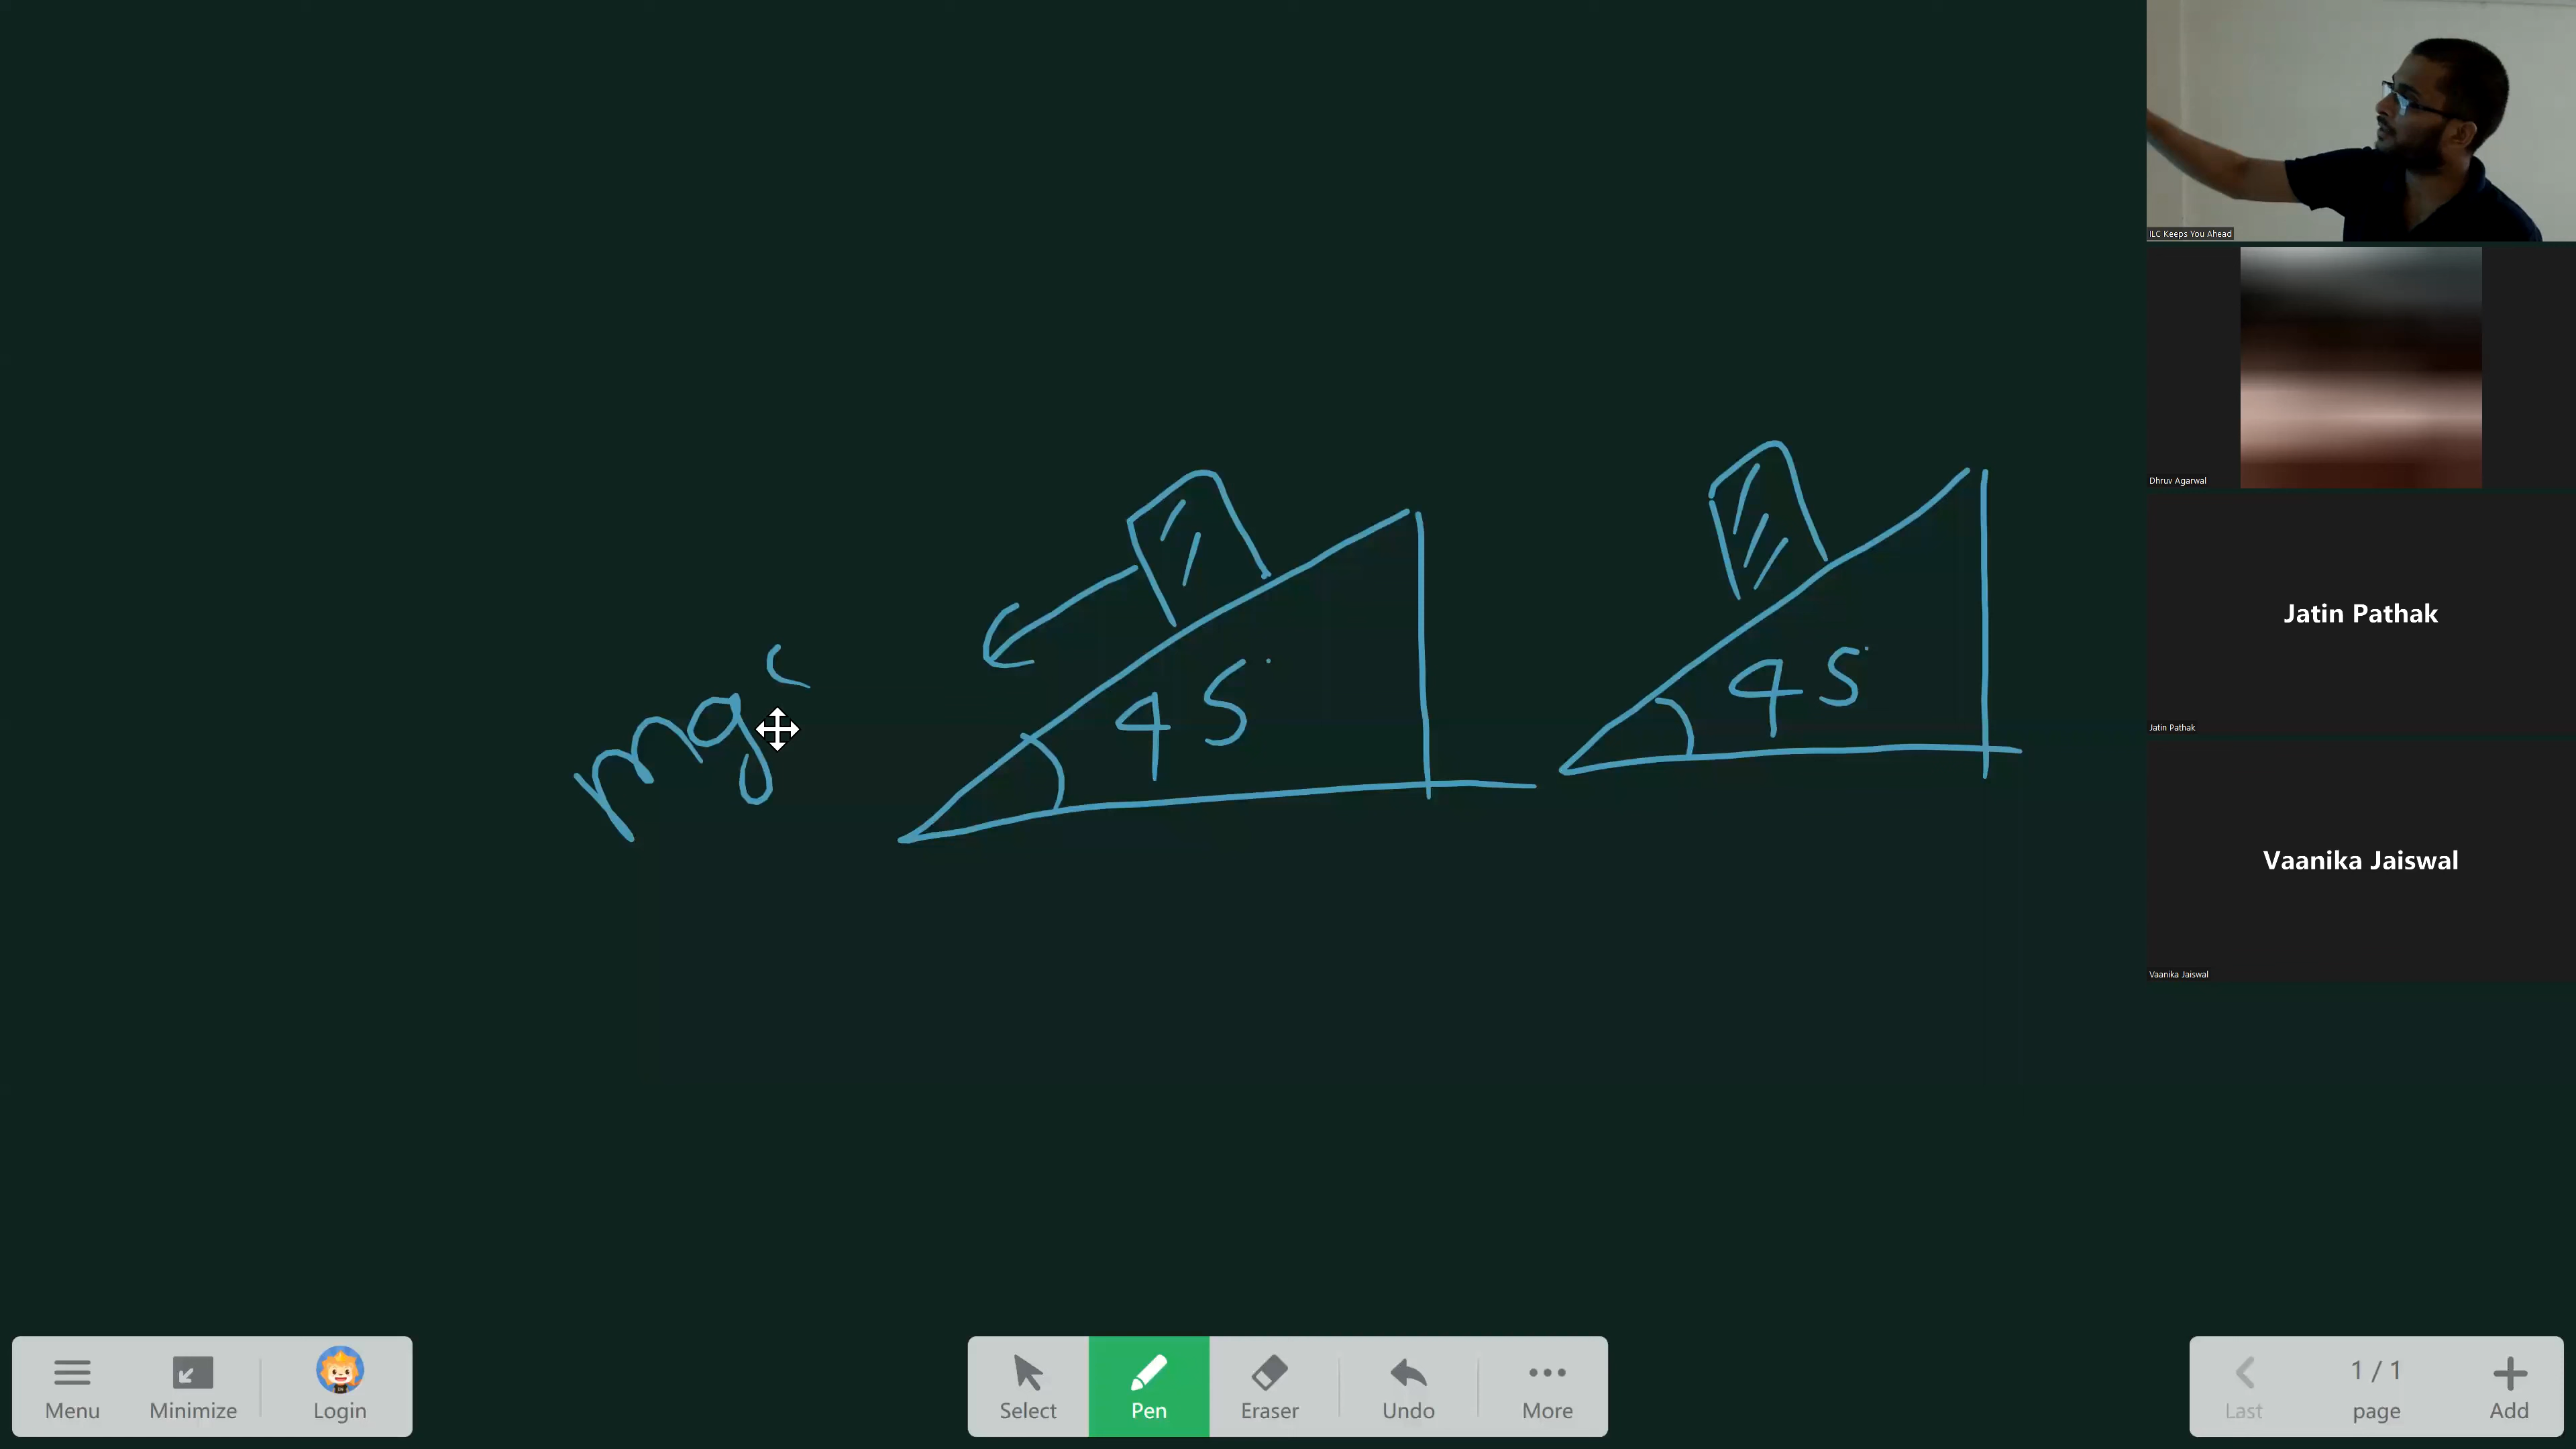 ILC Keeps You Ahead
Dhruv Agarwal
Jatin Pathak
Jatin Pathak
Vaanika Jaiswal
Vaanika Jaiswal
mg
45°
45°
Menu
Minimize
Login
Select
Pen
Eraser
Undo
More
Last
1 / 1
page
Add